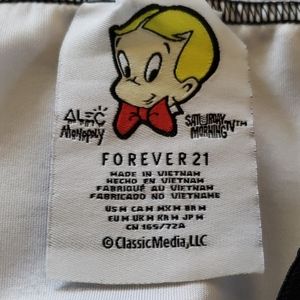 ALEC
MONOPOLY
SATURDAY
MORNING TV™
FOREVER 21
MADE IN VIETNAM
HECHO EN VIETNAM
FABRIQUÉ AU VIETNAM
FABRICADO NO VIETNAME
US M CA M MX M BR M
EU M UK M KR M JP M
CN 165/72A
© ClassicMedia, LLC